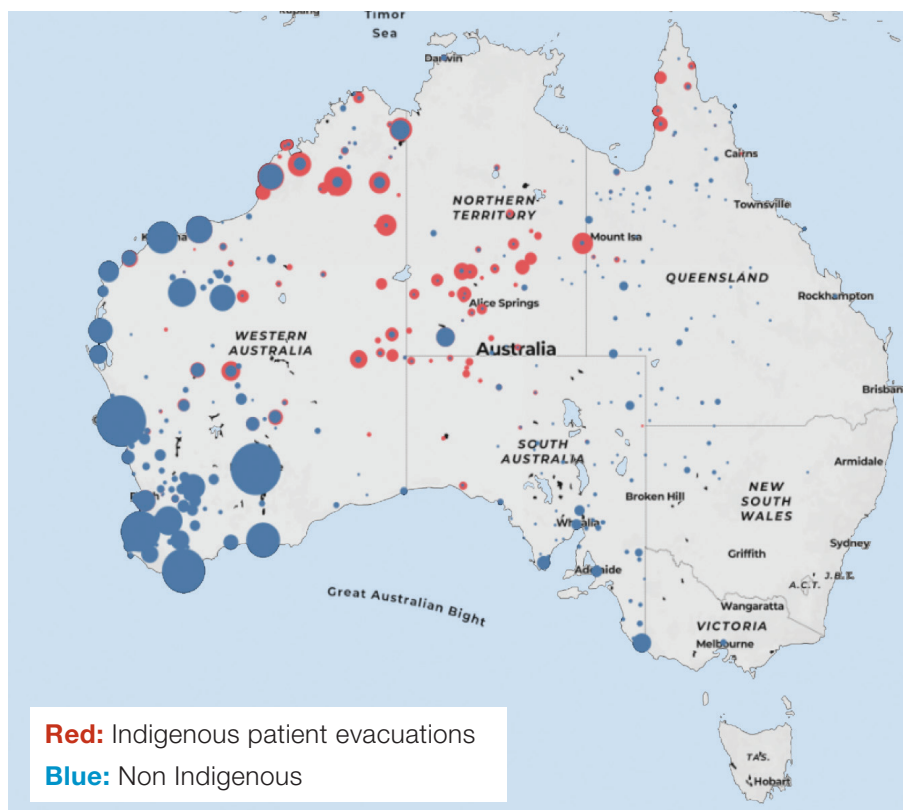 Timor
Sea
Darwin
Cairns
NORTHERN
TERRITORY
Townsville
Mount Isa
QUEENSLAND
Rockhampton
Alice Springs
WESTERN
AUSTRALIA
Australia
Brisban
SOUTH
AUSTRALIA
Armidale
Broken Hill
NEW
SOUTH
WALES
Whyalla
Sydney
Griffith
Adelaide
A.C.T.
J.B.T.
Great Australian Bight
Wangaratta
VICTORIA
Melbourne
TAS.
Hobart
Red: Indigenous patient evacuations
Blue: Non Indigenous